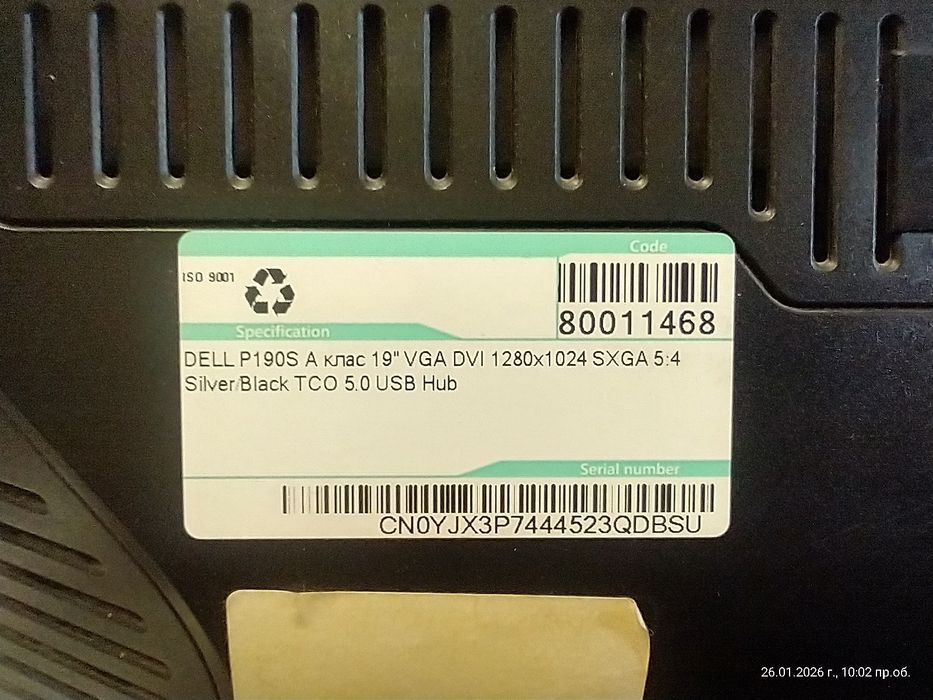 Code
ISO 9001
80011468
Specification
DELL P190S А клас 19" VGA DVI 1280x1024 SXGA 5:4
Silver/Black TCO 5.0 USB Hub
Serial number
CN0YJX3P7444523QDBSU
26.01.2026 г., 10:02 пр.об.